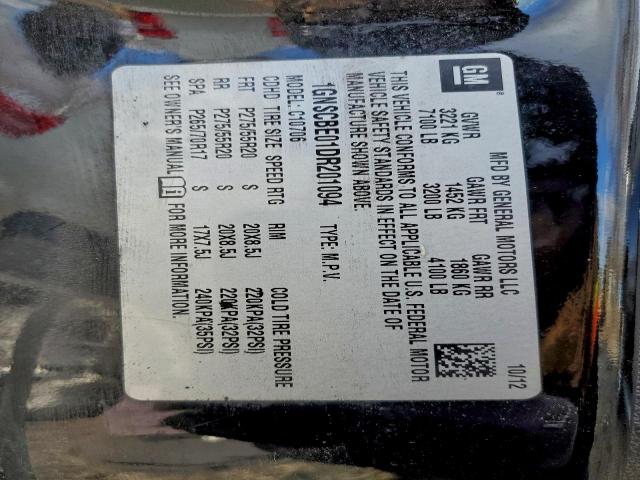 GM ®
MFD BY GENERAL MOTORS LLC 10/12
GVWR GAWR FRT GAWR RR
3221 KG 1452 KG 1860 KG
7100 LB 3200 LB 4100 LB
THIS VEHICLE CONFORMS TO ALL APPLICABLE U.S. FEDERAL MOTOR
VEHICLE SAFETY STANDARDS IN EFFECT ON THE DATE OF
MANUFACTURE SHOWN ABOVE.
1GNSCBE01DR201094 TYPE: M.P.V.
MODEL: C10706
COHD TIRE SIZE SPEED RTG RIM COLD TIRE PRESSURE
FRT P275/55R20 S 20X8.5J 220KPA(32PSI)
RR P275/55R20 S 20X8.5J 220KPA(32PSI)
SPA P265/70R17 S 17X7.5J 240KPA(35PSI)
SEE OWNER'S MANUAL FOR MORE INFORMATION.